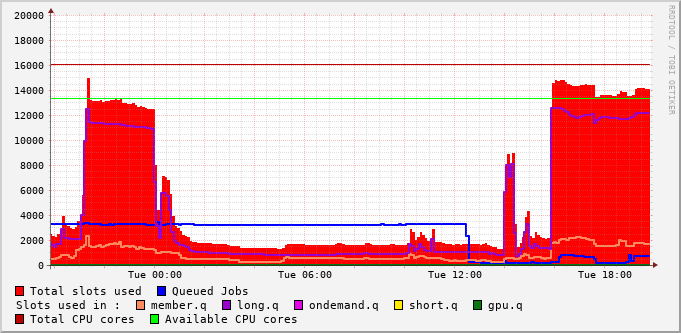 20000
18000
16000
14000
12000
10000
8000
6000
4000
2000
0
Tue 00:00 Tue 06:00 Tue 12:00 Tue 18:00
Total slots used Queued Jobs
Slots used in : member.q long.q ondemand.q short.q gpu.q
Total CPU cores Available CPU cores
RRDTOOL / TOBI OETIKER